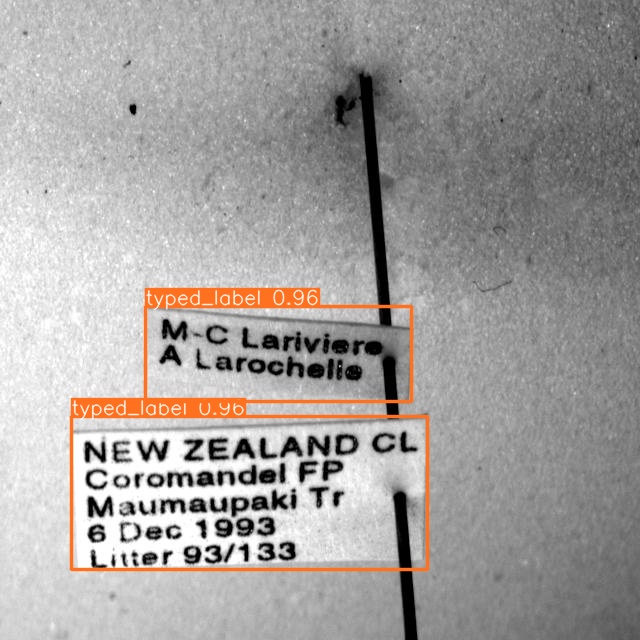 typed_label 0.96
M-C Lariviere
A Larochelle
typed_label 0.96
NEW ZEALAND CL
Coromandel FP
Maumaupaki Tr
6 Dec 1993
Litter 93/133